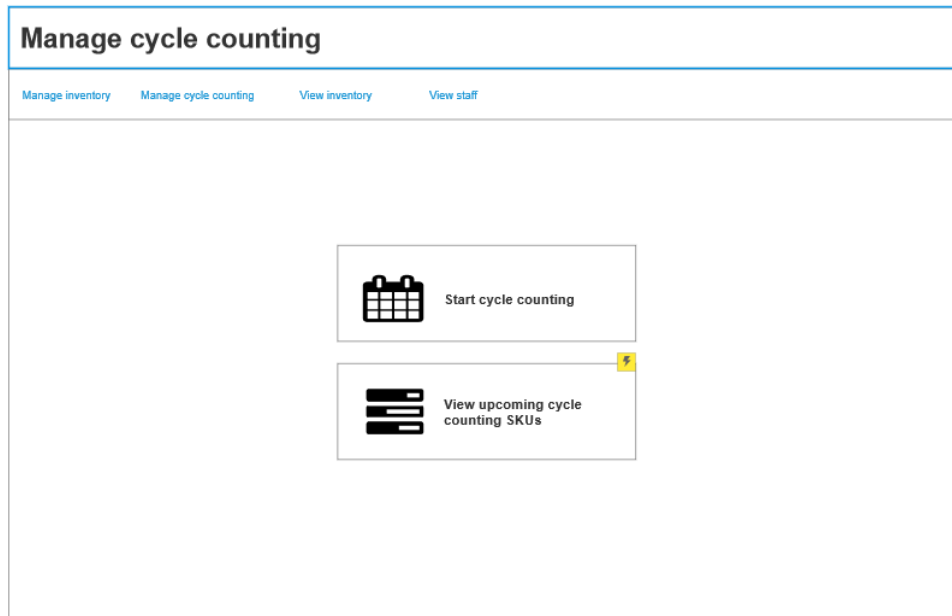 Manage cycle counting
Manage inventory Manage cycle counting View inventory View staff
Start cycle counting
View upcoming cycle
counting SKUs